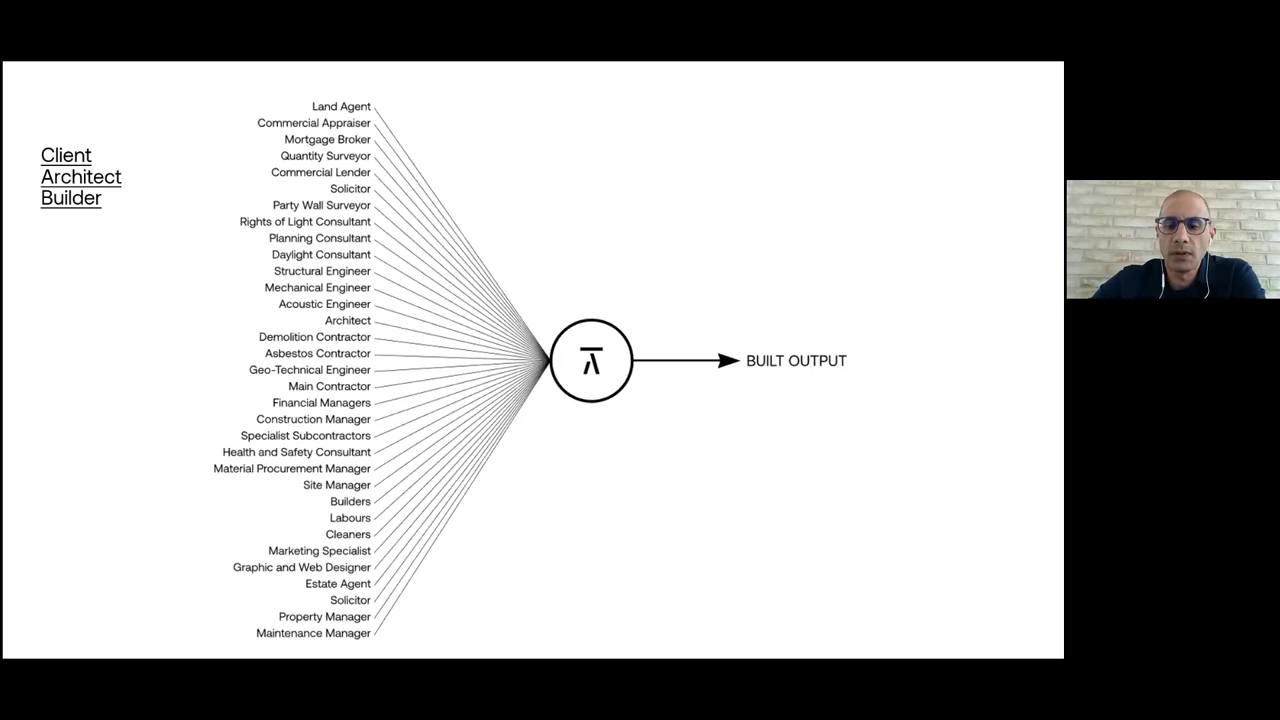 Client
Architect
Builder
Land Agent
Commercial Appraiser
Mortgage Broker
Quantity Surveyor
Commercial Lender
Solicitor
Party Wall Surveyor
Rights of Light Consultant
Planning Consultant
Daylight Consultant
Structural Engineer
Mechanical Engineer
Acoustic Engineer
Architect
Demolition Contractor
Asbestos Contractor
Geo-Technical Engineer
Main Contractor
Financial Managers
Construction Manager
Specialist Subcontractors
Health and Safety Consultant
Material Procurement Manager
Site Manager
Builders
Labours
Cleaners
Marketing Specialist
Graphic and Web Designer
Estate Agent
Solicitor
Property Manager
Maintenance Manager
BUILT OUTPUT